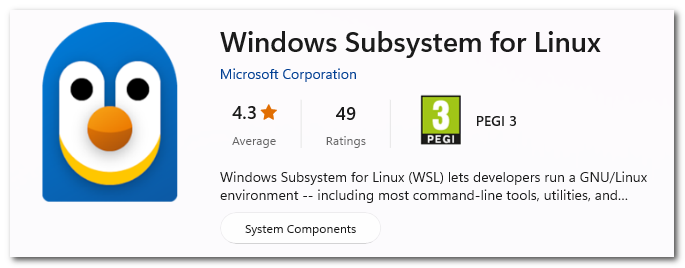 Windows Subsystem for Linux
Microsoft Corporation
4.3 49 3 PEGI 3
Average Ratings PEGI
Windows Subsystem for Linux (WSL) lets developers run a GNU/Linux
environment -- including most command-line tools, utilities, and...
System Components